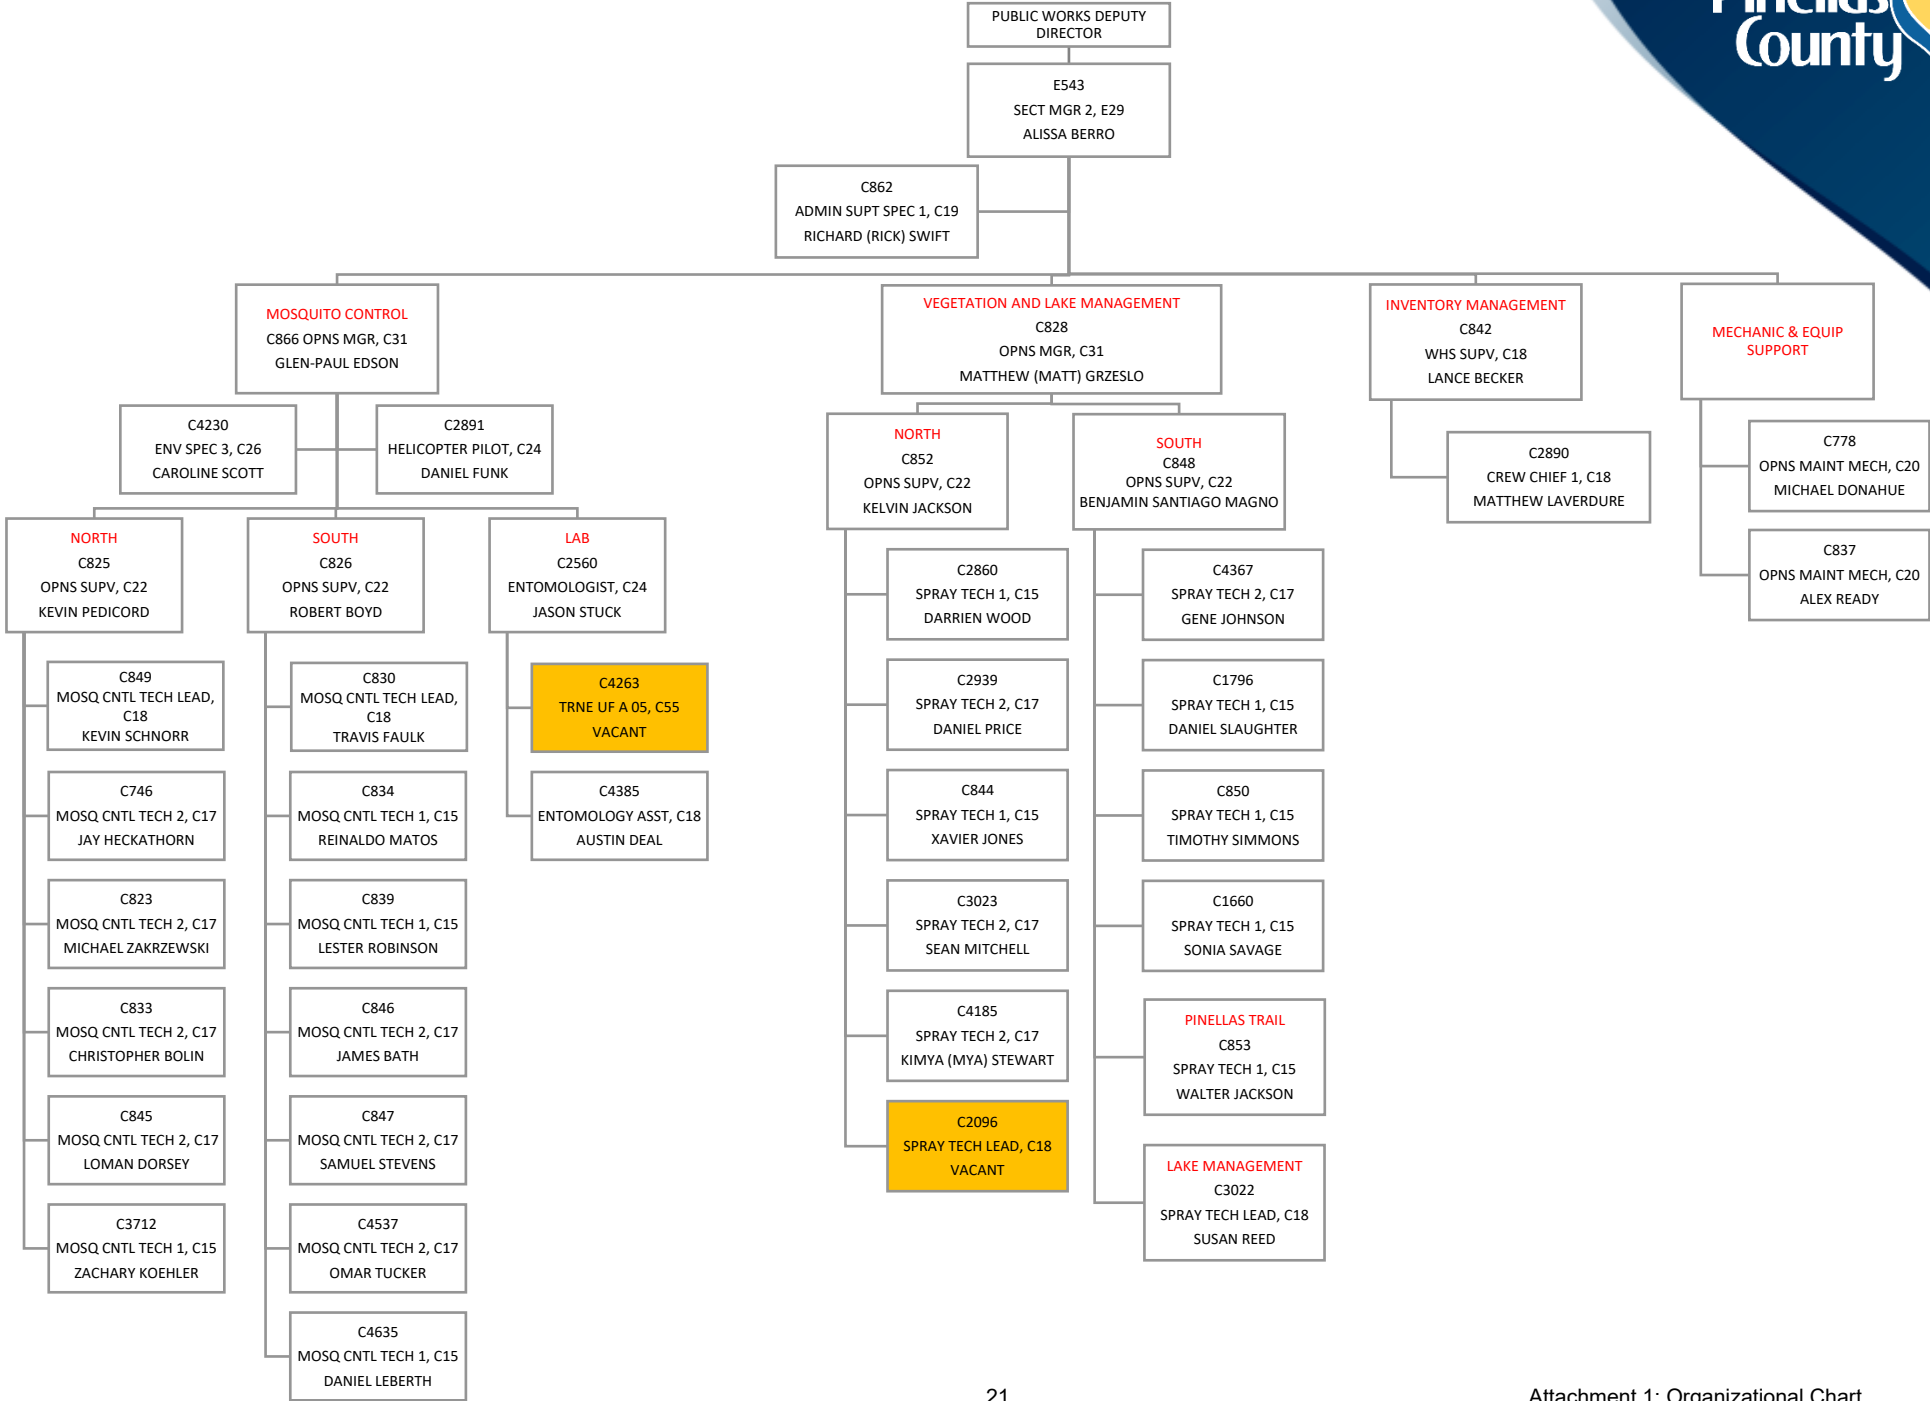 Pinellas
County
PUBLIC WORKS DEPUTY
DIRECTOR
E543
SECT MGR 2, E29
ALISSA BERRO
C862
ADMIN SUPT SPEC 1, C19
RICHARD (RICK) SWIFT
MOSQUITO CONTROL
C866 OPNS MGR, C31
GLEN-PAUL EDSON
VEGETATION AND LAKE MANAGEMENT
C828
OPNS MGR, C31
MATTHEW (MATT) GRZESLO
INVENTORY MANAGEMENT
C842
WHS SUPV, C18
LANCE BECKER
MECHANIC & EQUIP
SUPPORT
C4230
ENV SPEC 3, C26
CAROLINE SCOTT
C2891
HELICOPTER PILOT, C24
DANIEL FUNK
NORTH
C825
OPNS SUPV, C22
KEVIN PEDICORD
C849
MOSQ CNTL TECH LEAD,
C18
KEVIN SCHNORR
C746
MOSQ CNTL TECH 2, C17
JAY HECKATHORN
C823
MOSQ CNTL TECH 2, C17
MICHAEL ZAKRZEWSKI
C833
MOSQ CNTL TECH 2, C17
CHRISTOPHER BOLIN
C845
MOSQ CNTL TECH 2, C17
LOMAN DORSEY
C3712
MOSQ CNTL TECH 1, C15
ZACHARY KOEHLER
SOUTH
C826
OPNS SUPV, C22
ROBERT BOYD
C830
MOSQ CNTL TECH LEAD,
C18
TRAVIS FAULK
C834
MOSQ CNTL TECH 1, C15
REINALDO MATOS
C839
MOSQ CNTL TECH 1, C15
LESTER ROBINSON
C846
MOSQ CNTL TECH 2, C17
JAMES BATH
C847
MOSQ CNTL TECH 2, C17
SAMUEL STEVENS
C4537
MOSQ CNTL TECH 2, C17
OMAR TUCKER
C4635
MOSQ CNTL TECH 1, C15
DANIEL LEBERTH
LAB
C2560
ENTOMOLOGIST, C24
JASON STUCK
C4263
TRNE UF A 05, C55
VACANT
C4385
ENTOMOLOGY ASST, C18
AUSTIN DEAL
NORTH
C852
OPNS SUPV, C22
KELVIN JACKSON
C2860
SPRAY TECH 1, C15
DARRIEN WOOD
C2939
SPRAY TECH 2, C17
DANIEL PRICE
C844
SPRAY TECH 1, C15
XAVIER JONES
C3023
SPRAY TECH 2, C17
SEAN MITCHELL
C4185
SPRAY TECH 2, C17
KIMYA (MYA) STEWART
C2096
SPRAY TECH LEAD, C18
VACANT
SOUTH
C848
OPNS SUPV, C22
BENJAMIN SANTIAGO MAGNO
C4367
SPRAY TECH 2, C17
GENE JOHNSON
C1796
SPRAY TECH 1, C15
DANIEL SLAUGHTER
C850
SPRAY TECH 1, C15
TIMOTHY SIMMONS
C1660
SPRAY TECH 1, C15
SONIA SAVAGE
PINELLAS TRAIL
C853
SPRAY TECH 1, C15
WALTER JACKSON
LAKE MANAGEMENT
C3022
SPRAY TECH LEAD, C18
SUSAN REED
C2890
CREW CHIEF 1, C18
MATTHEW LAVERDURE
C778
OPNS MAINT MECH, C20
MICHAEL DONAHUE
C837
OPNS MAINT MECH, C20
ALEX READY
21
Attachment 1: Organizational Chart